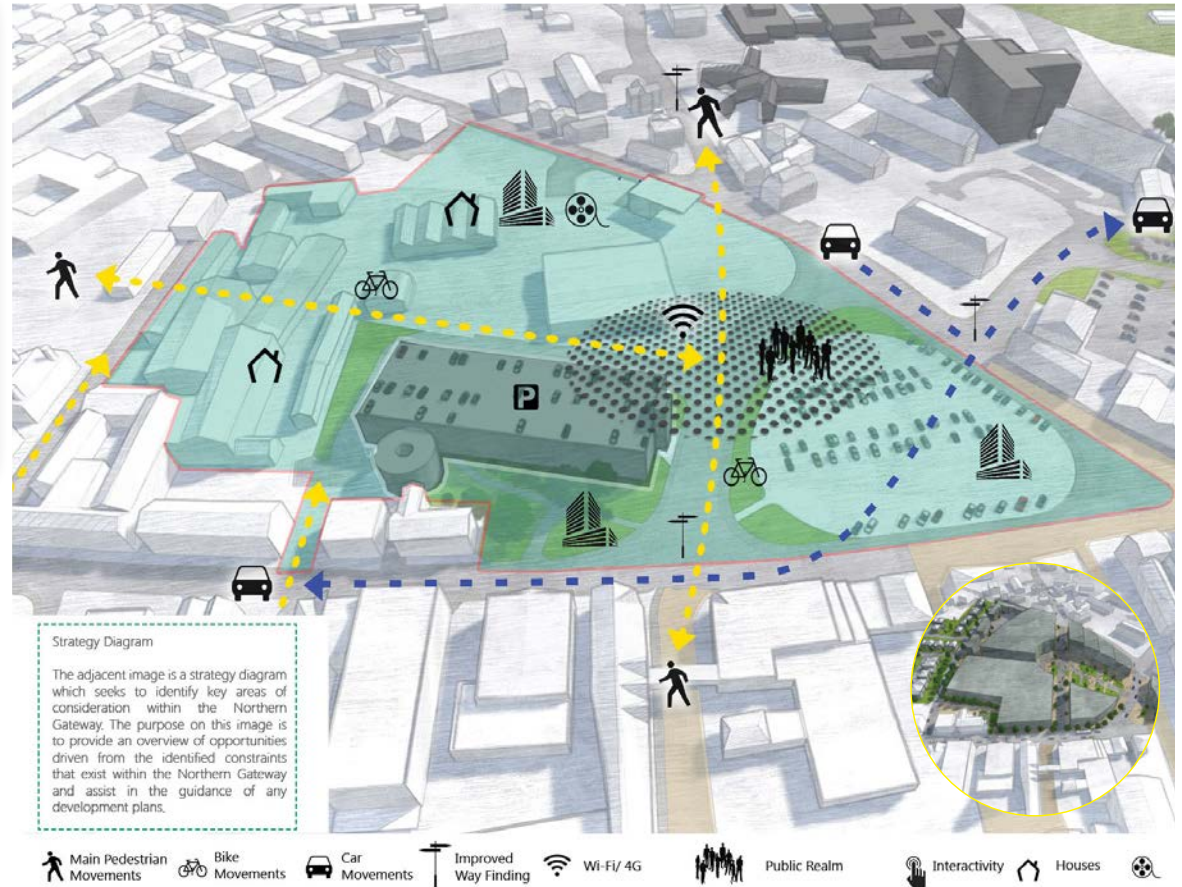 P
Strategy Diagram
The adjacent image is a strategy diagram
which seeks to identify key areas of
consideration within the Northern
Gateway. The purpose on this image is
to provide an overview of opportunities
driven from the identified constraints
that exist within the Northern Gateway
and assist in the guidance of any
development plans.
Main Pedestrian
Movements
Bike
Movements
Car
Movements
Improved
Way Finding
Wi-Fi/ 4G
Public Realm
Interactivity
Houses